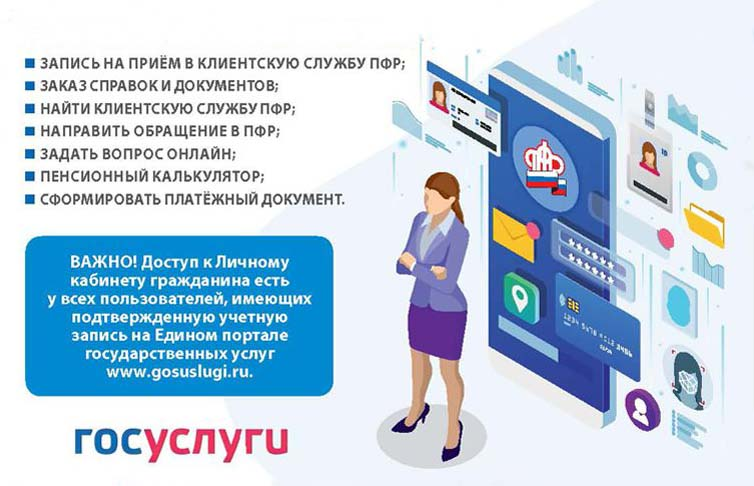 ЗАПИСЬ НА ПРИЁМ В КЛИЕНТСКУЮ СЛУЖБУ ПФР;
ЗАКАЗ СПРАВОК И ДОКУМЕНТОВ;
НАЙТИ КЛИЕНТСКУЮ СЛУЖБУ ПФР;
НАПРАВИТЬ ОБРАЩЕНИЕ В ПФР;
ЗАДАТЬ ВОПРОС ОНЛАЙН;
ПЕНСИОННЫЙ КАЛЬКУЛЯТОР;
СФОРМИРОВАТЬ ПЛАТЁЖНЫЙ ДОКУМЕНТ.
ВАЖНО! Доступ к Личному
кабинету гражданина есть
у всех пользователей, имеющих
подтвержденную учетную
запись на Едином портале
государственных услуг
www.gosuslugi.ru.
госуслуги
ID